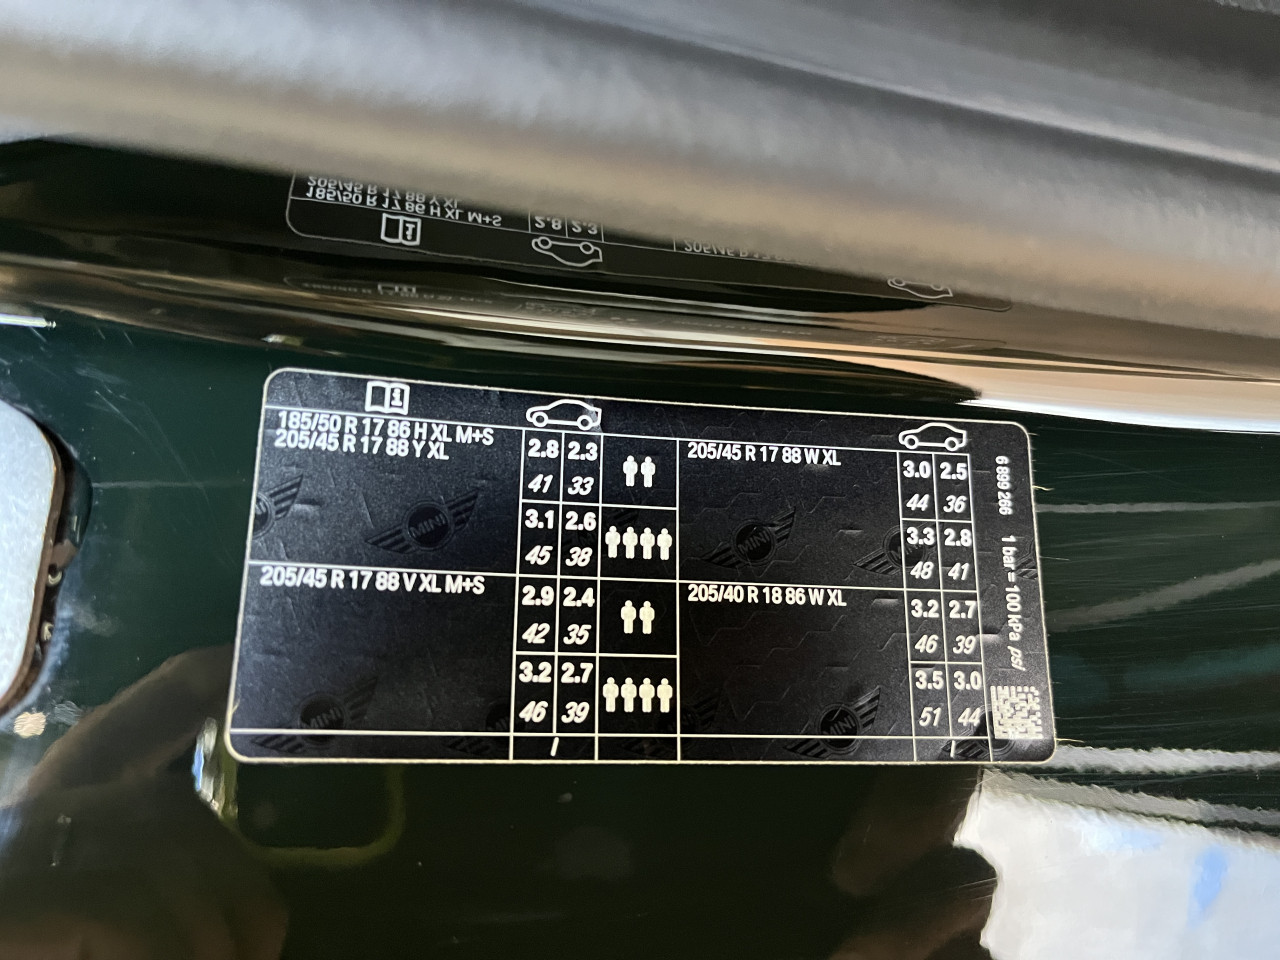 185/50 R 17 86 H XL M+S
205/45 R 17 88 Y XL
2.8 2.3
41 33
3.1 2.6
45 38
205/45 R 17 88 V XL M+S
2.9 2.4
42 35
3.2 2.7
46 39
205/45 R 17 88 W XL
3.0 2.5
44 36
3.3 2.8
48 41
205/40 R 18 86 W XL
3.2 2.7
46 39
3.5 3.0
51 44
/
/
6 899 266 1 bar = 100 kPa psi
MINI
MINI
MINI
MINI